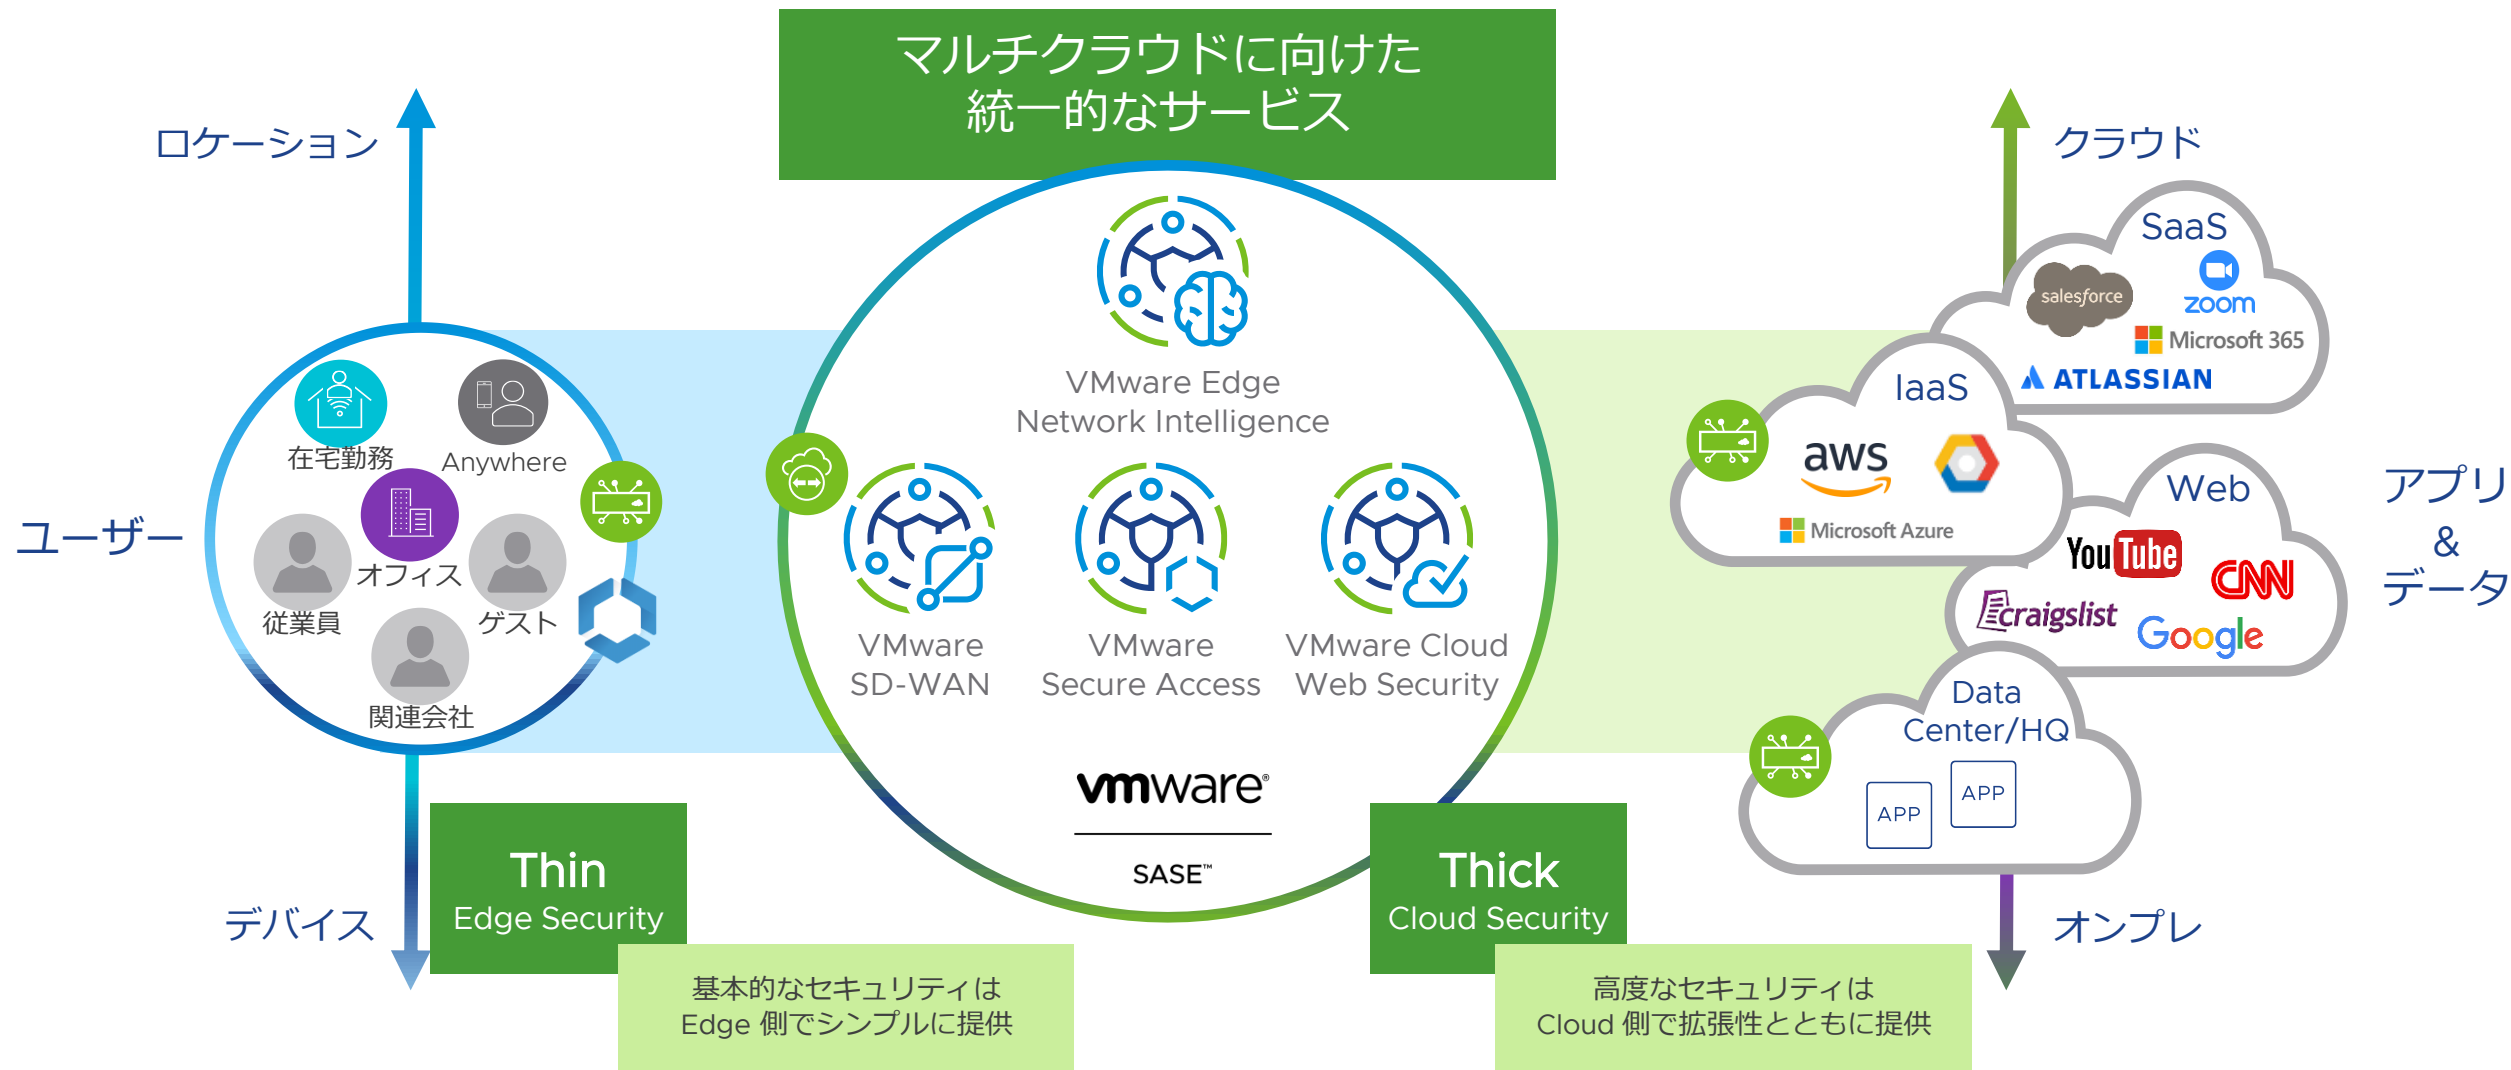 マルチクラウドに向けた
統一的なサービス
ロケーション
ユーザー
デバイス
在宅勤務
Anywhere
オフィス
従業員
ゲスト
関連会社
VMware Edge
Network Intelligence
VMware
SD-WAN
VMware
Secure Access
VMware Cloud
Web Security
vmware®
SASE™
Thin
Edge Security
基本的なセキュリティは
Edge 側でシンプルに提供
Thick
Cloud Security
高度なセキュリティは
Cloud 側で拡張性とともに提供
クラウド
SaaS
salesforce
zoom
Microsoft 365
ATLASSIAN
IaaS
aws
Microsoft Azure
Web
YouTube
CNN
craigslist
Google
Data
Center/HQ
APP
APP
アプリ
&
データ
オンプレ